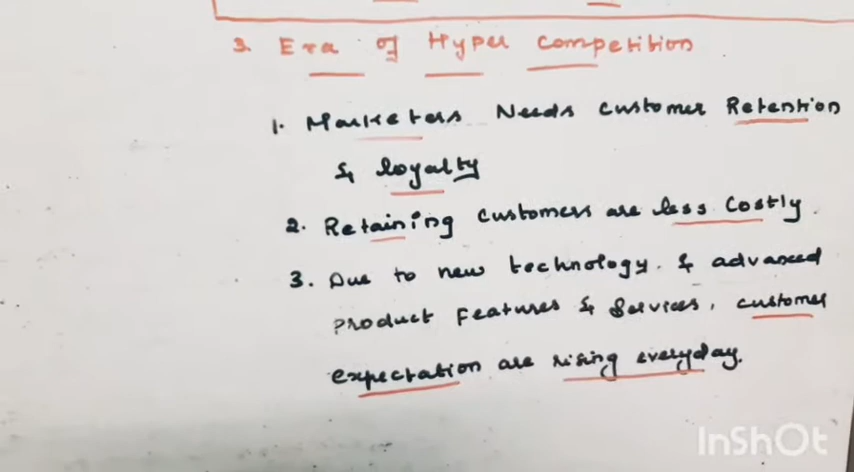 3. Era of Hyper Competition
1. Marketers Needs customer Retention
& loyalty
2. Retaining customers are less Costly.
3. Due to new technology. & advanced
product Features & Services, customer
expectation are rising everyday.
InShOt